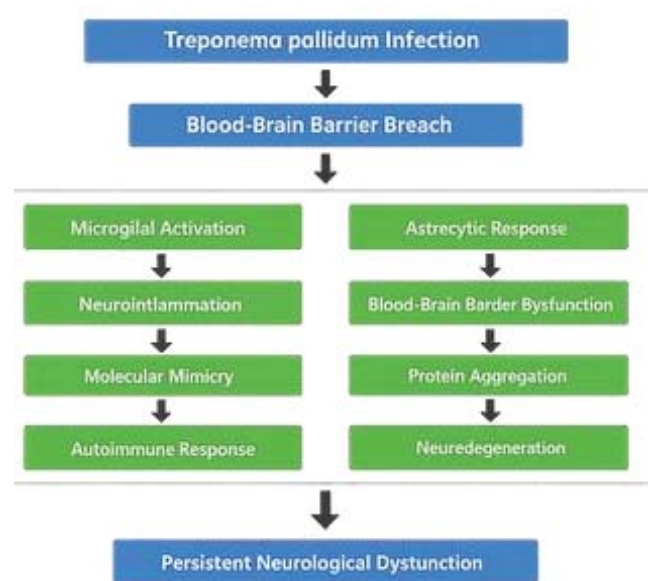 Treponema pallidum Infection
Blood-Brain Barrier Breach
Microgilal Activation
Neurointlammation
Molecular Mimicry
Autoimmune Response
Astrecytic Response
Blood-Brain Barder Bysfunction
Protein Aggregation
Neuredegeneration
Persistent Neurological Dystunction